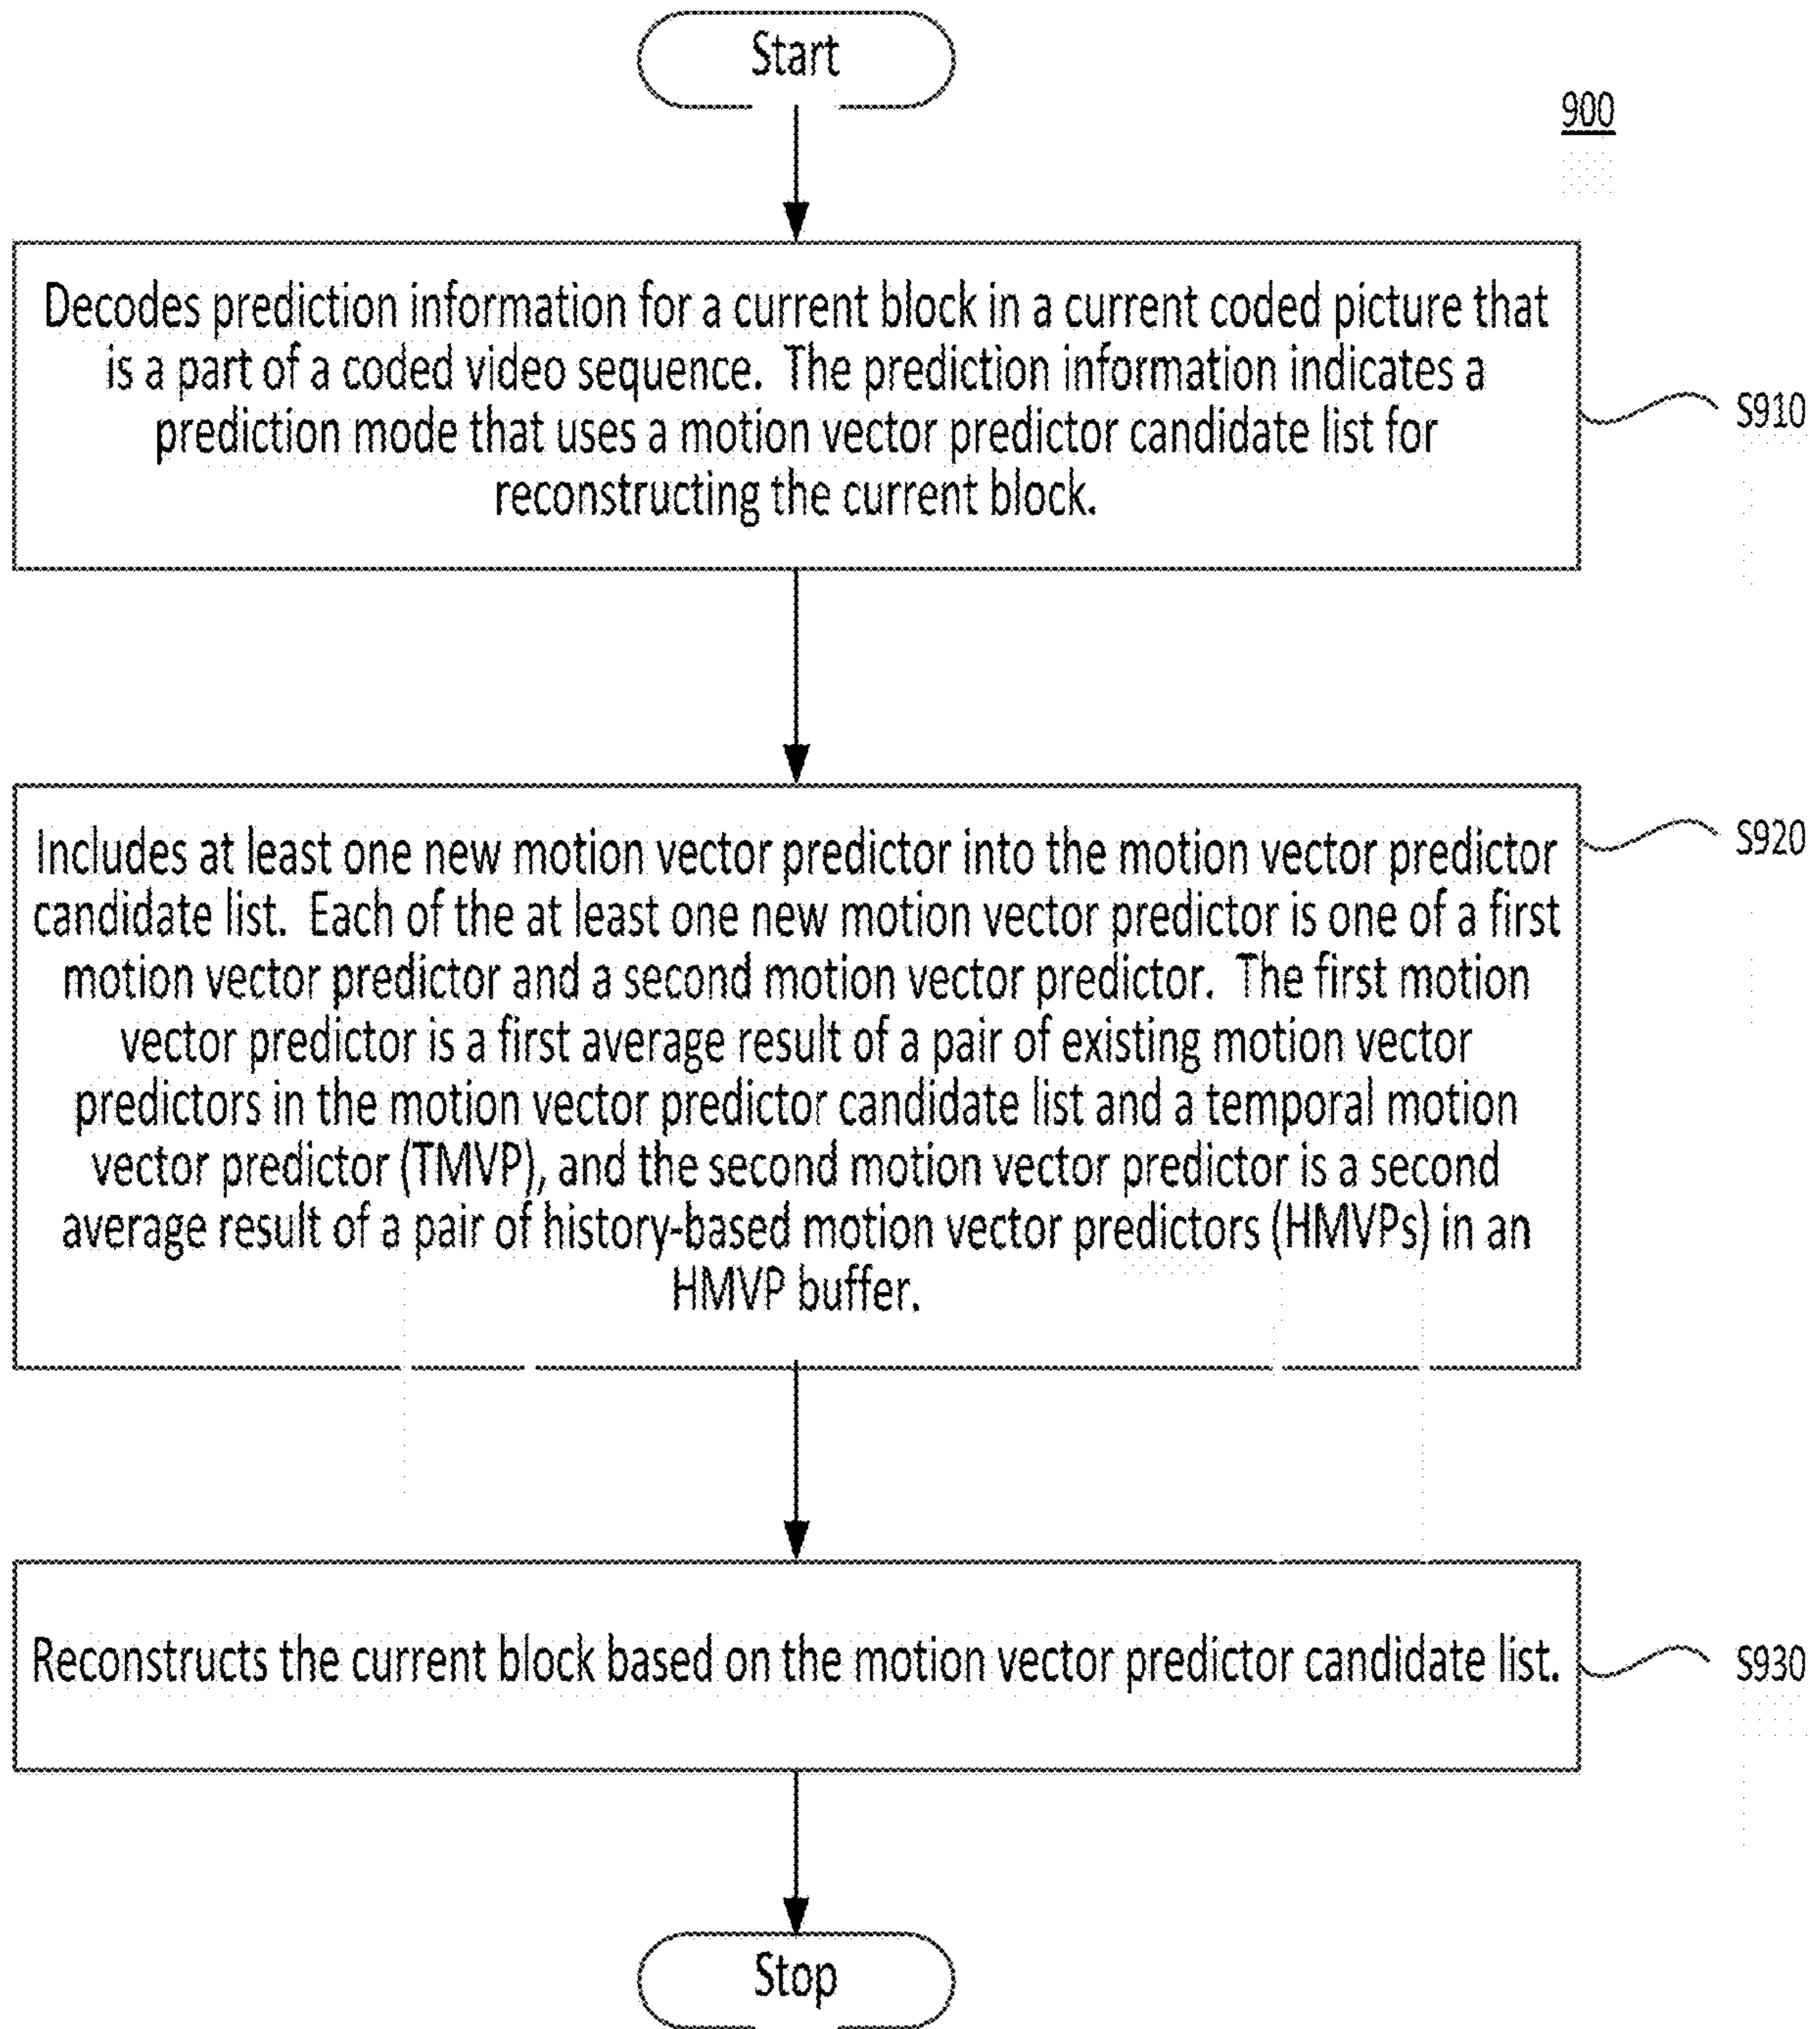 Start
900
Decodes prediction information for a current block in a current coded picture that
is a part of a coded video sequence.  The prediction information indicates a
prediction mode that uses a motion vector predictor candidate list for
reconstructing the current block.
S910
Includes at least one new motion vector predictor into the motion vector predictor
candidate list.  Each of the at least one new motion vector predictor is one of a first
motion vector predictor and a second motion vector predictor.  The first motion
vector predictor is a first average result of a pair of existing motion vector
predictors in the motion vector predictor candidate list and a temporal motion
vector predictor (TMVP), and the second motion vector predictor is a second
average result of a pair of history-based motion vector predictors (HMVPs) in an
HMVP buffer.
S920
Reconstructs the current block based on the motion vector predictor candidate list.
S930
Stop